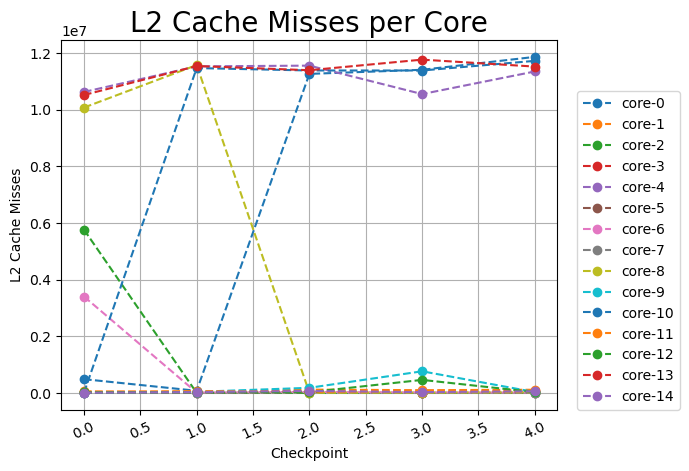 L2 Cache Misses per Core
1e7
1.2
1.0
0.8
0.6
0.4
0.2
0.0
L2 Cache Misses
0.0 0.5 1.0 1.5 2.0 2.5 3.0 3.5 4.0
Checkpoint
core-0
core-1
core-2
core-3
core-4
core-5
core-6
core-7
core-8
core-9
core-10
core-11
core-12
core-13
core-14